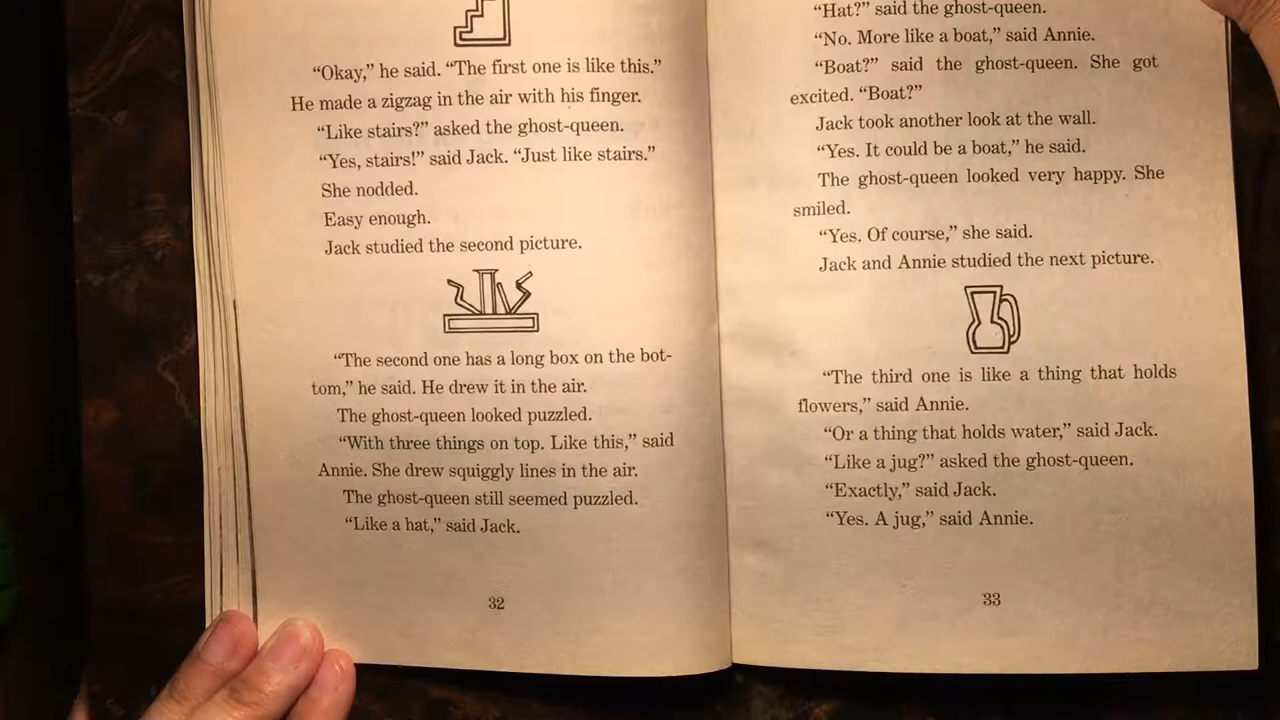 “Okay,” he said. “The first one is like this.”
He made a zigzag in the air with his finger.
“Like stairs?” asked the ghost-queen.
“Yes, stairs!” said Jack. “Just like stairs.”
She nodded.
Easy enough.
Jack studied the second picture.
“The second one has a long box on the bot-
tom,” he said. He drew it in the air.
The ghost-queen looked puzzled.
“With three things on top. Like this,” said
Annie. She drew squiggly lines in the air.
The ghost-queen still seemed puzzled.
“Like a hat,” said Jack.
32
“Hat?” said the ghost-queen.
“No. More like a boat,” said Annie.
“Boat?” said the ghost-queen. She got
excited. “Boat?”
Jack took another look at the wall.
“Yes. It could be a boat,” he said.
The ghost-queen looked very happy. She
smiled.
“Yes. Of course,” she said.
Jack and Annie studied the next picture.
“The third one is like a thing that holds
flowers,” said Annie.
“Or a thing that holds water,” said Jack.
“Like a jug?” asked the ghost-queen.
“Exactly,” said Jack.
“Yes. A jug,” said Annie.
33